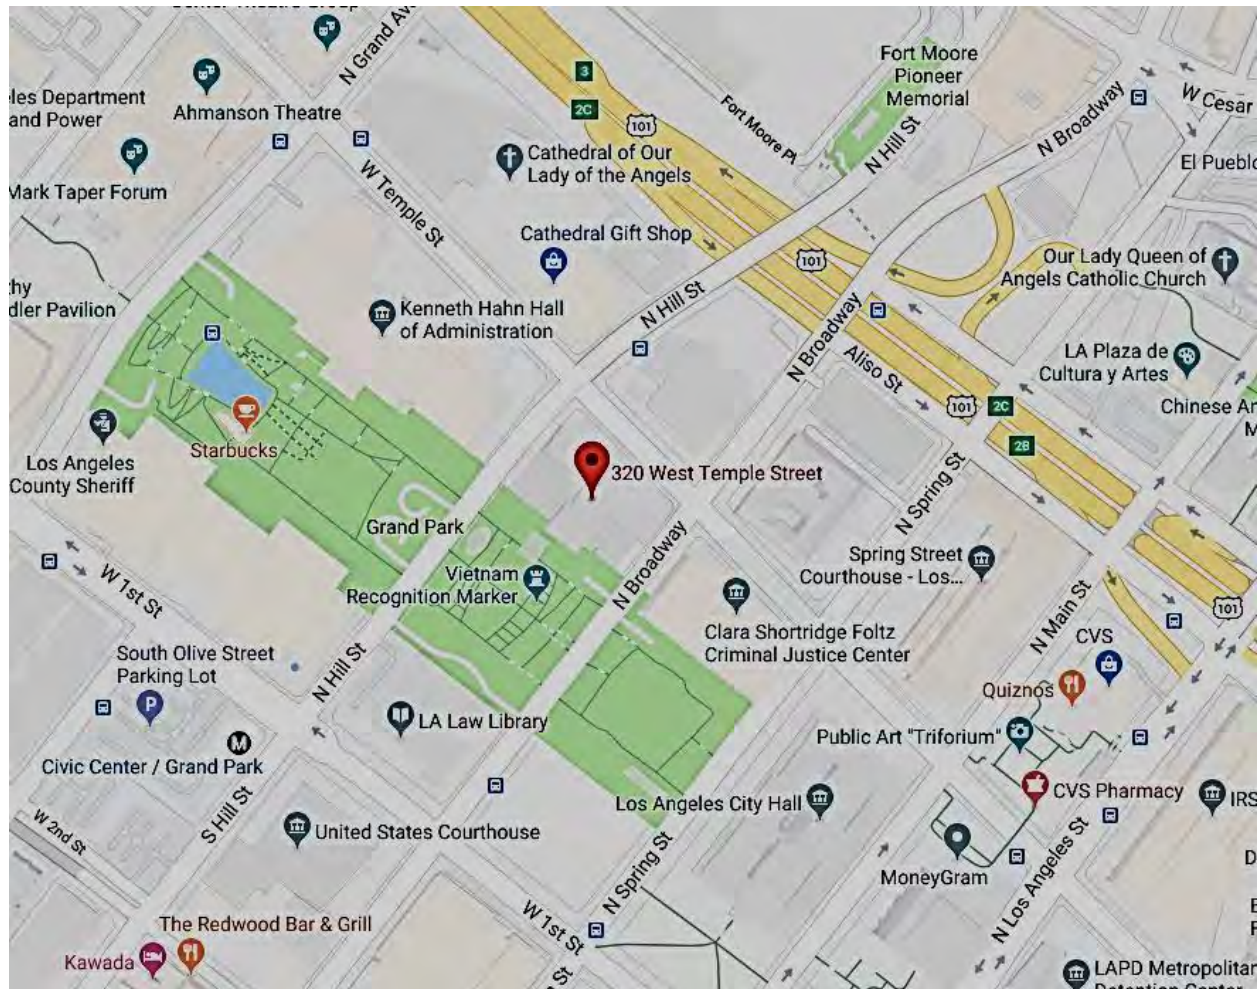 N Grand Av
3
2C
101
Fort Moore
Pioneer
Memorial
eles Department
and Power
Ahmanson Theatre
Fort Moore Pl
N Hill St
N Broadway
W Cesar
El Pueblo
Mark Taper Forum
W Temple St
Cathedral of Our
Lady of the Angels
Cathedral Gift Shop
101
Our Lady Queen of
Angels Catholic Church
thy
dler Pavilion
Kenneth Hahn Hall
of Administration
N Hill St
N Broadway
Aliso St
LA Plaza de
Cultura y Artes
101
2C
2B
Chinese Am
M
Starbucks
Los Angeles
County Sheriff
320 West Temple Street
Grand Park
N Spring St
Vietnam
Recognition Marker
N Broadway
Spring Street
Courthouse - Los...
W 1st St
Clara Shortridge Foltz
Criminal Justice Center
N Main St
101
CVS
South Olive Street
Parking Lot
P
N Hill St
Quiznos
LA Law Library
Public Art "Triforium"
M
Civic Center / Grand Park
Los Angeles City Hall
CVS Pharmacy
IRS
S Hill St
W 2nd St
United States Courthouse
N Spring St
MoneyGram
N Los Angeles St
D
The Redwood Bar & Grill
W 1st St
Kawada
LAPD Metropolitan